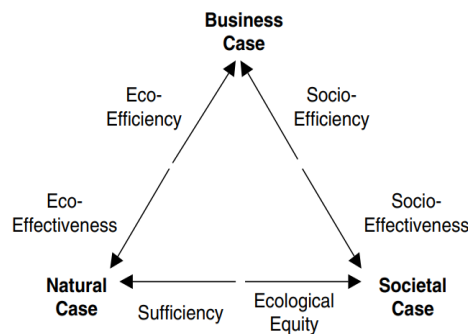 Business
Case
Eco-
Efficiency
Socio-
Efficiency
Eco-
Effectiveness
Socio-
Effectiveness
Natural
Case
Sufficiency
Ecological
Equity
Societal
Case